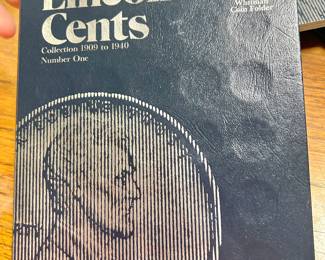 Lincoln
Cents
Collection 1909 to 1940
Number One
Whitman
Coin Folder